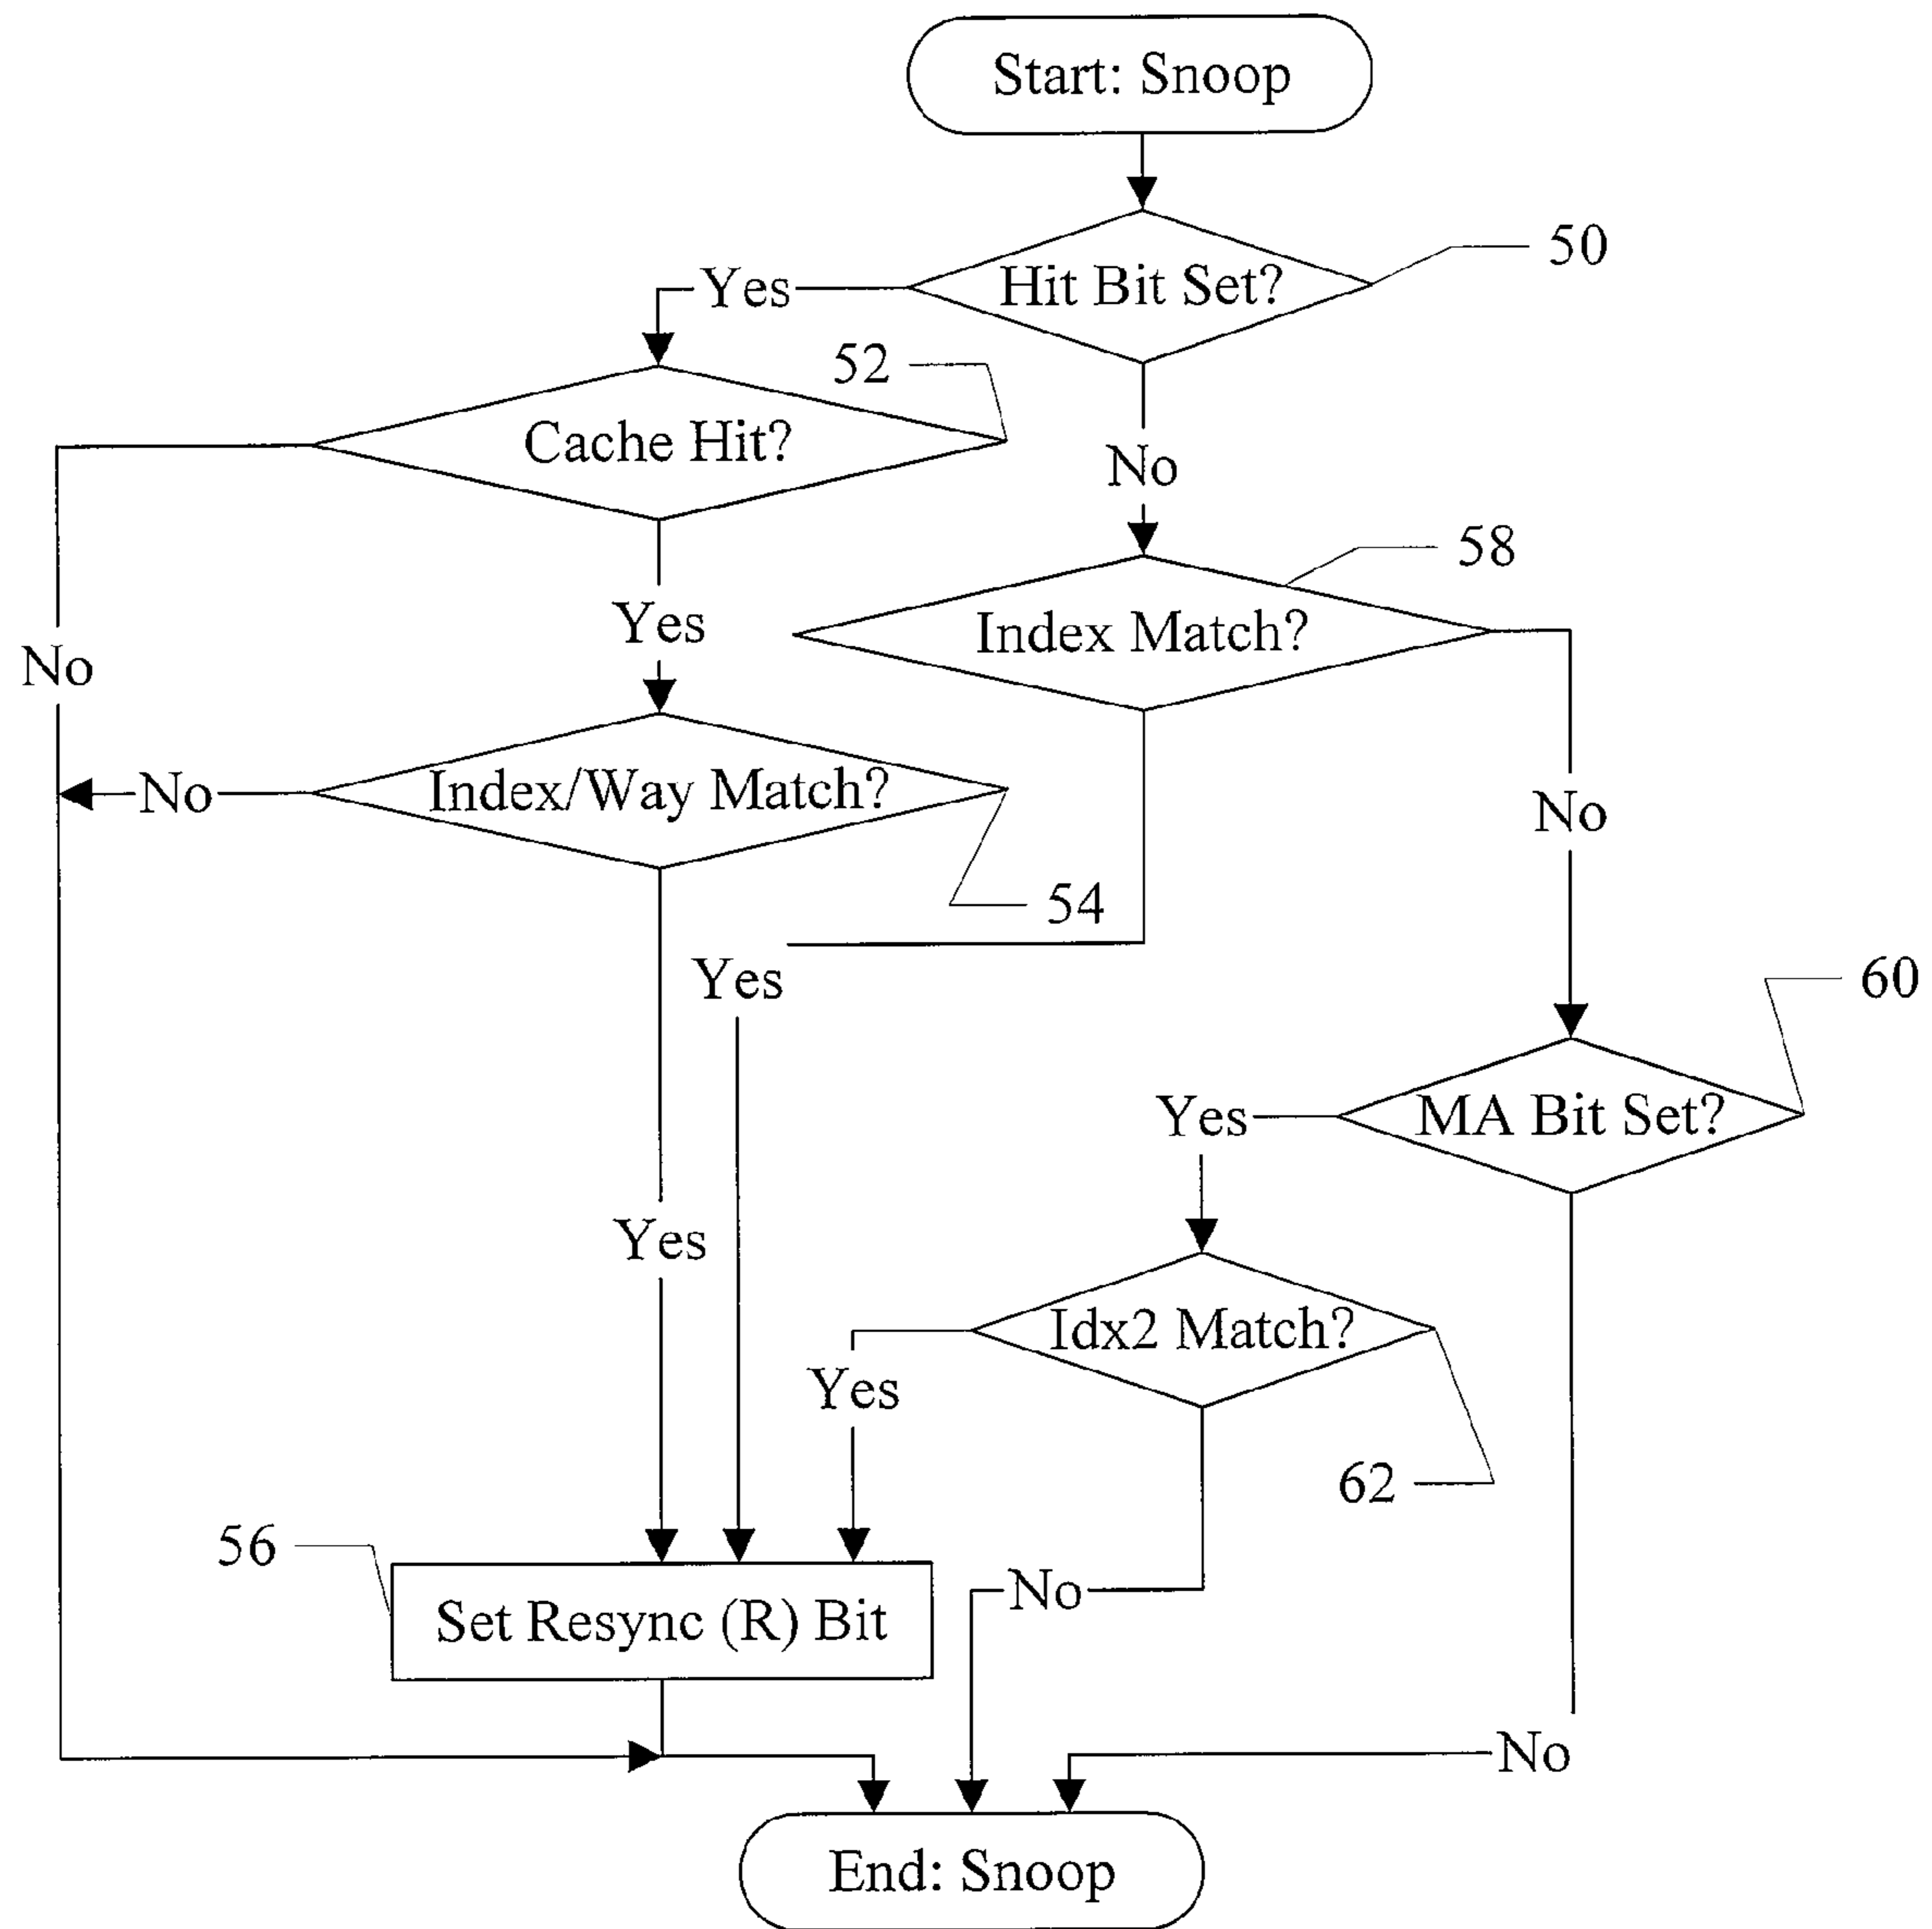 Start: Snoop
Hit Bit Set?
50
Yes
52
Cache Hit?
No
58
Yes
Index Match?
No
Index/Way Match?
No
No
54
Yes
60
MA Bit Set?
Yes
Yes
Idx2 Match?
Yes
62
56
No
Set Resync (R) Bit
No
End: Snoop